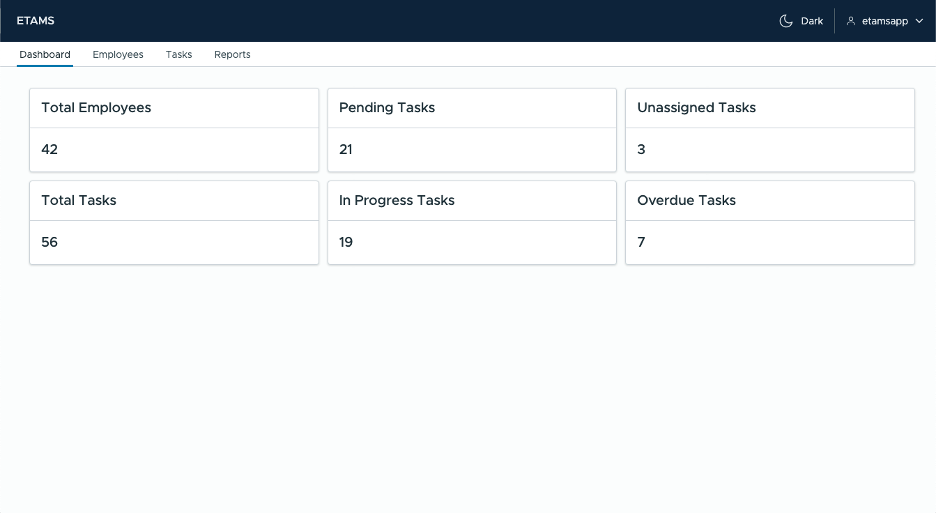 ETAMS
Dark
etamsapp
Dashboard Employees Tasks Reports
Total Employees
42
Pending Tasks
21
Unassigned Tasks
3
Total Tasks
56
In Progress Tasks
19
Overdue Tasks
7